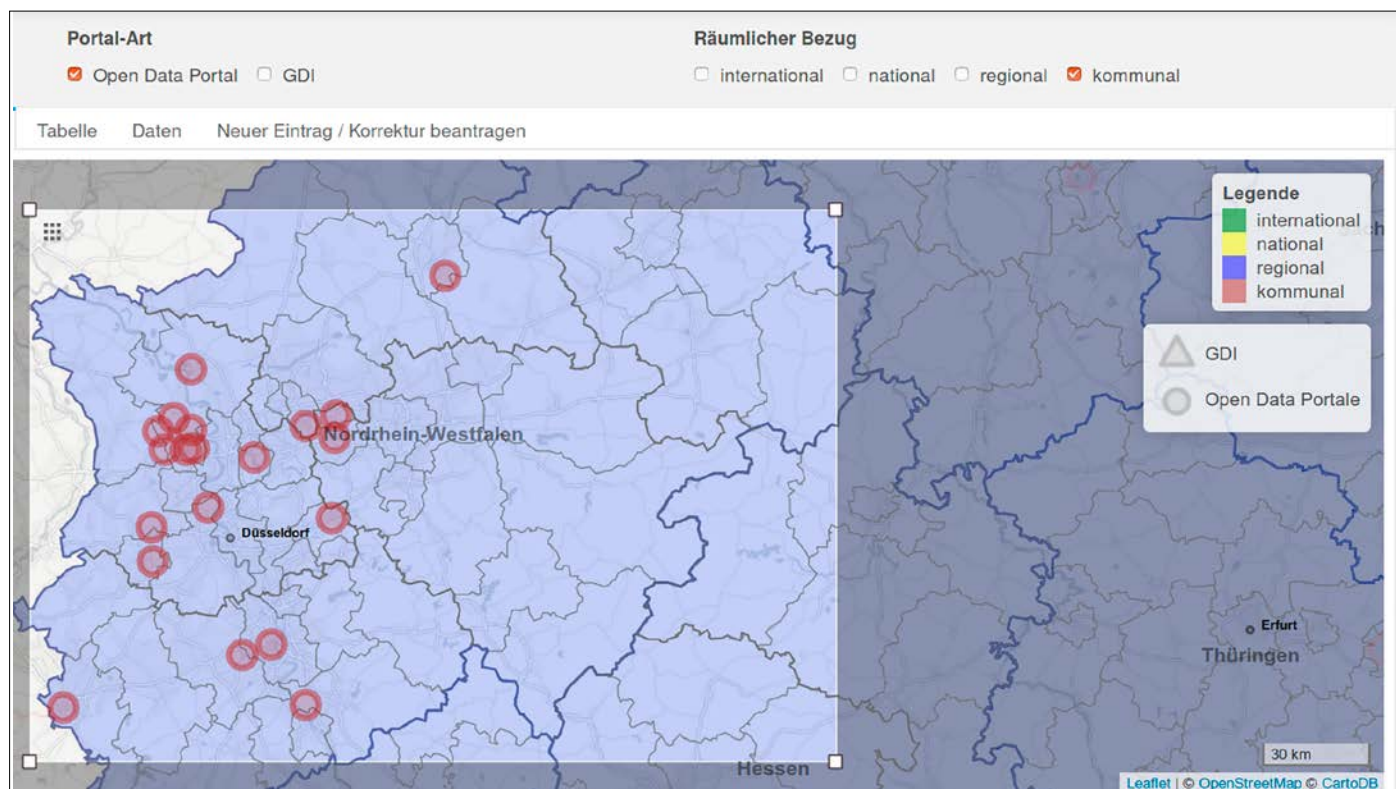 Portal-Art
Räumlicher Bezug
Open Data Portal GDI
international national regional kommunal
Tabelle Daten Neuer Eintrag / Korrektur beantragen
Legende
international
national
regional
kommunal
GDI
Open Data Portale
Nordrhein-Westfalen
Düsseldorf
Erfurt
Thüringen
30 km
Hessen
Leaflet | © OpenStreetMap © CartoDB